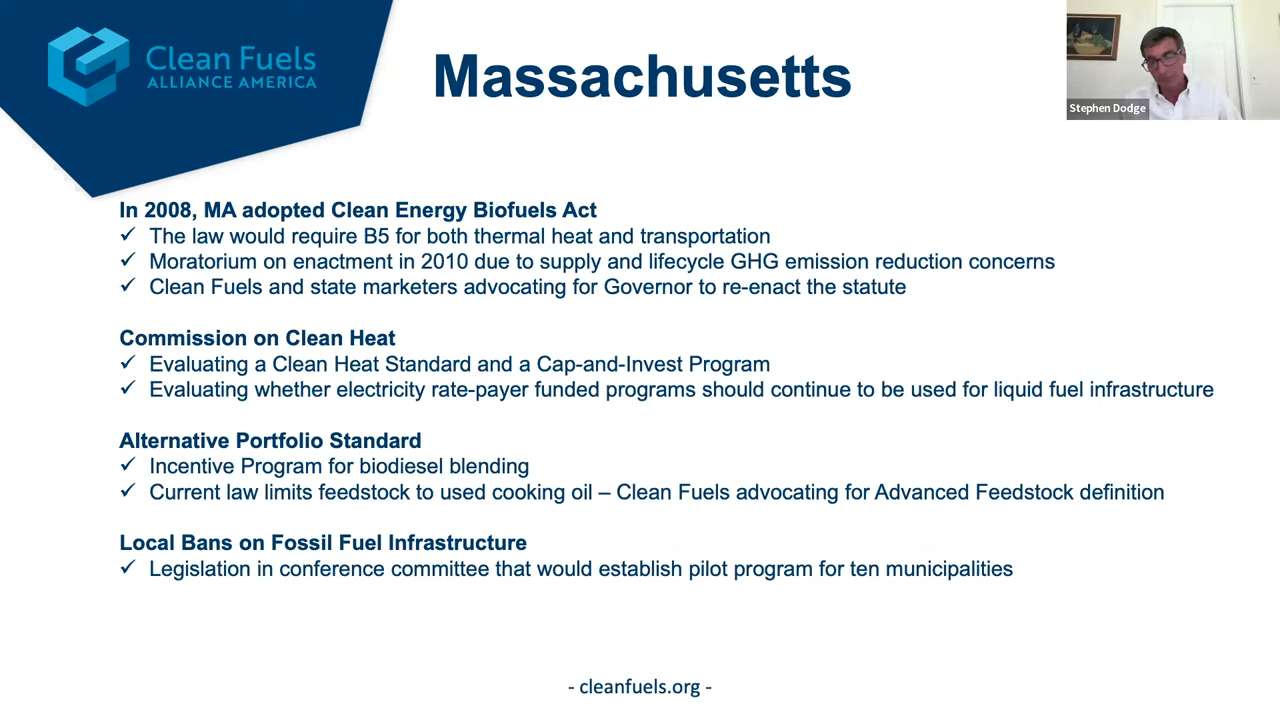 Clean Fuels
ALLIANCE AMERICA
Massachusetts
Stephen Dodge
In 2008, MA adopted Clean Energy Biofuels Act
✓ The law would require B5 for both thermal heat and transportation
✓ Moratorium on enactment in 2010 due to supply and lifecycle GHG emission reduction concerns
✓ Clean Fuels and state marketers advocating for Governor to re-enact the statute
Commission on Clean Heat
✓ Evaluating a Clean Heat Standard and a Cap-and-Invest Program
✓ Evaluating whether electricity rate-payer funded programs should continue to be used for liquid fuel infrastructure
Alternative Portfolio Standard
✓ Incentive Program for biodiesel blending
✓ Current law limits feedstock to used cooking oil – Clean Fuels advocating for Advanced Feedstock definition
Local Bans on Fossil Fuel Infrastructure
✓ Legislation in conference committee that would establish pilot program for ten municipalities
- cleanfuels.org -